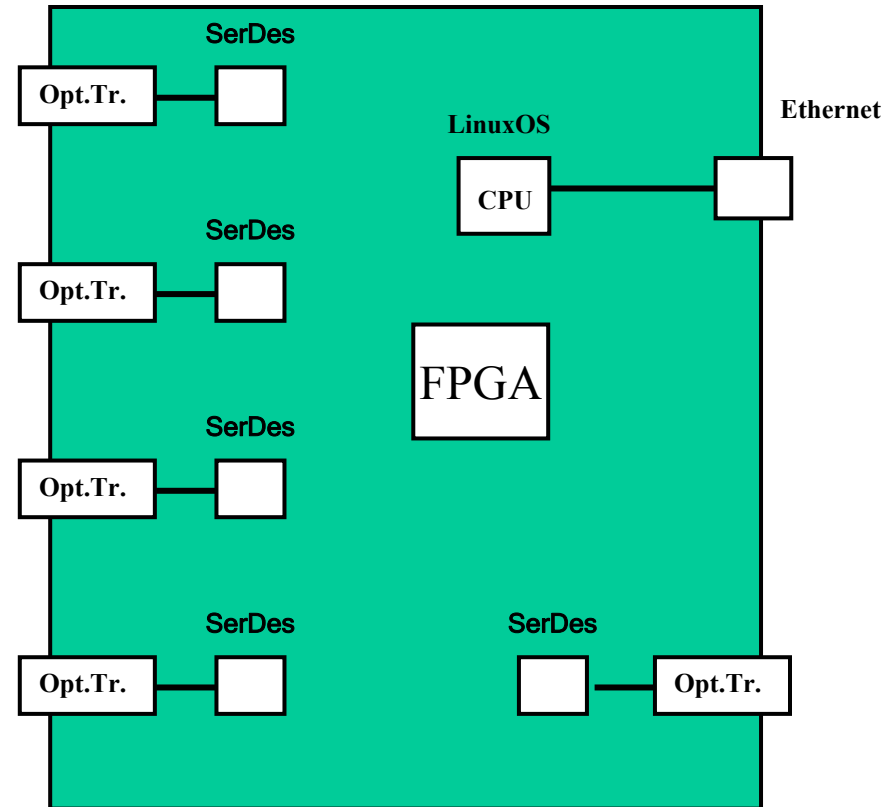 SerDes
Opt.Tr.
LinuxOS
Ethernet
CPU
SerDes
Opt.Tr.
FPGA
SerDes
Opt.Tr.
SerDes
SerDes
Opt.Tr.
Opt.Tr.